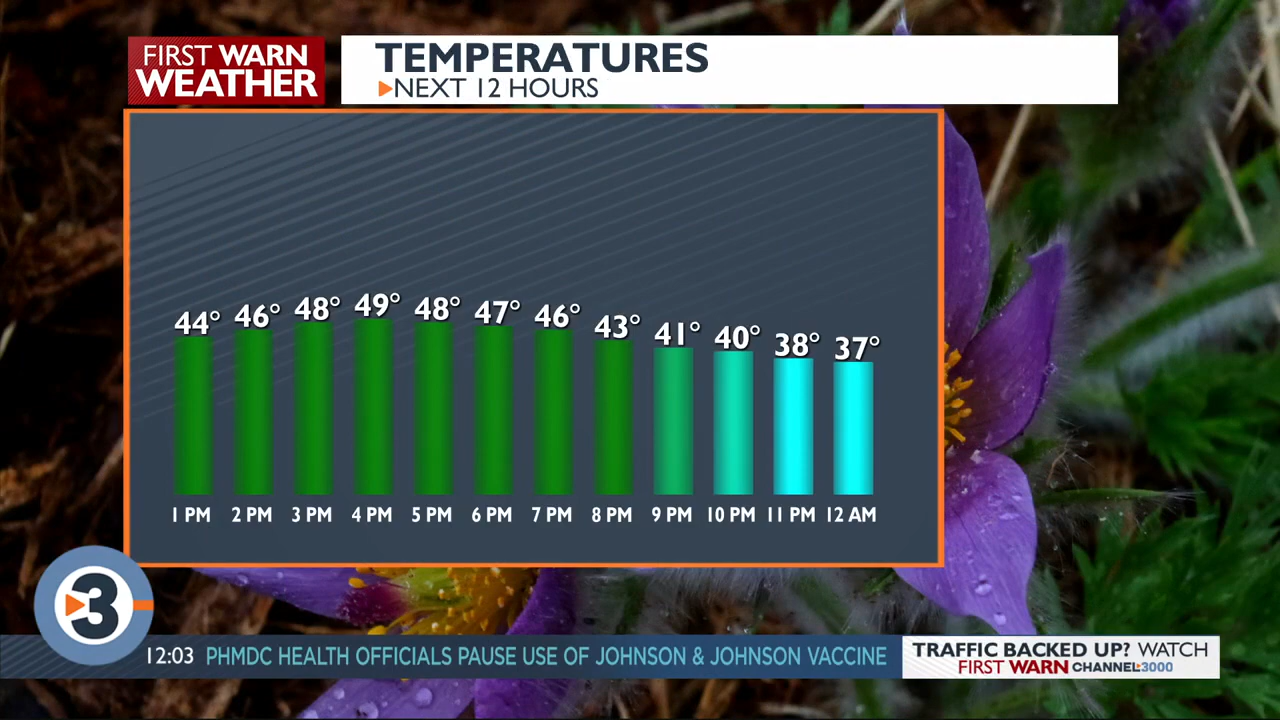 FIRST WARN
WEATHER
TEMPERATURES
NEXT 12 HOURS
44° 46° 48° 49° 48° 47° 46° 43° 41° 40° 38° 37°
1 PM 2 PM 3 PM 4 PM 5 PM 6 PM 7 PM 8 PM 9 PM 10 PM 11 PM 12 AM
3
12:03 PHMDC HEALTH OFFICIALS PAUSE USE OF JOHNSON & JOHNSON VACCINE
TRAFFIC BACKED UP? WATCH
FIRST WARN CHANNEL3000